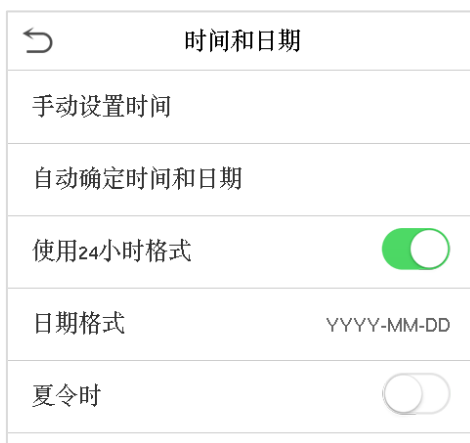 时间和日期
手动设置时间
自动确定时间和日期
使用24小时格式
日期格式 YYYY-MM-DD
夏令时